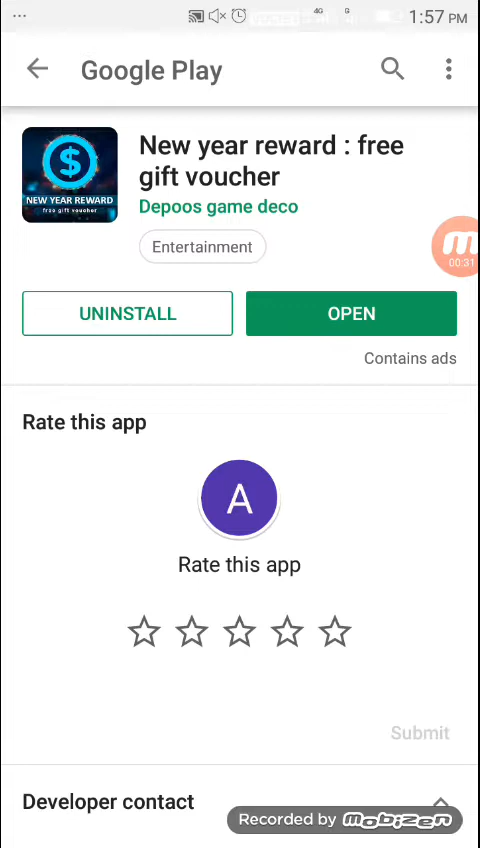 4G
G
1:57 PM
Google Play
New year reward : free
gift voucher
Depoos game deco
NEW YEAR REWARD
free gift voucher
Entertainment
00:31
UNINSTALL
OPEN
Contains ads
Rate this app
A
Rate this app
Submit
Developer contact
Recorded by mobizen